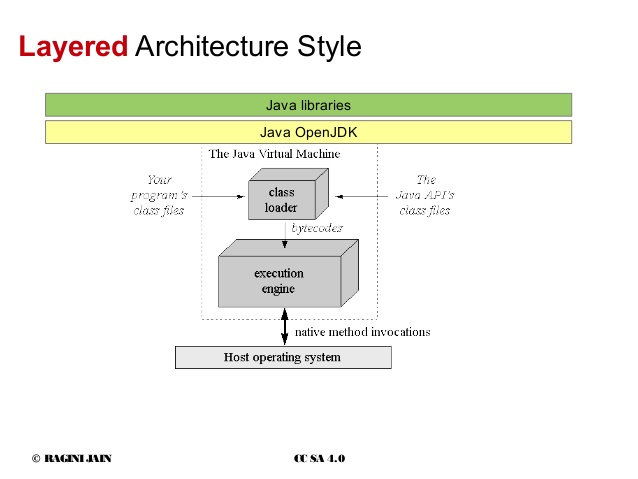 Layered Architecture Style
Java libraries
Java OpenJDK
The Java Virtual Machine
Your
program's
class files
class
loader
The
Java API's
class files
bytecodes
execution
engine
native method invocations
Host operating system
© RAGINI JAIN
CC SA 4.0